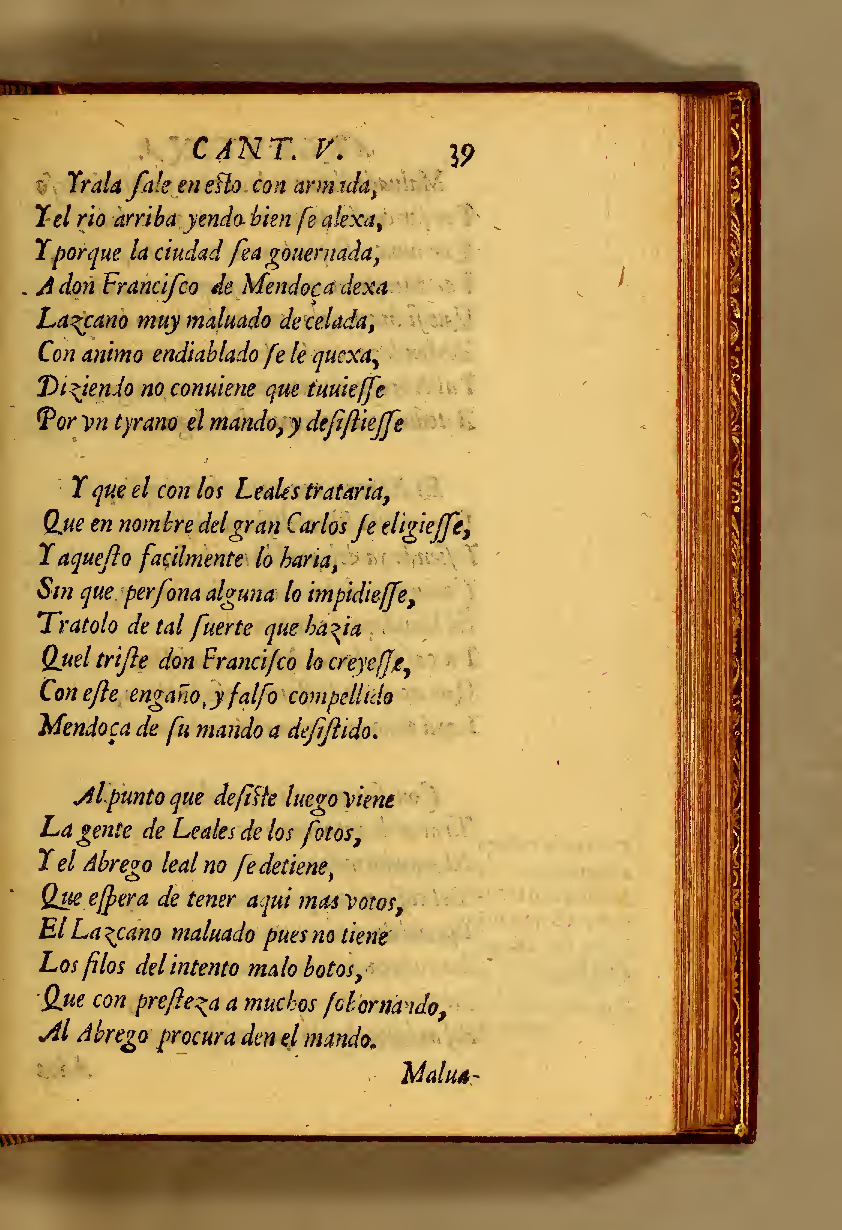 CANT. V. 39
Yrala ſale en eſto con armada,
Y el rio arriba yendo bien ſe alexa,
Y porque la ciudad ſea gouernada,
A don Franciſco de Mendoça dexa
Lazcano muy maluado de celada,
Con animo endiablado ſe le quexa,
Diziendo no conuiene que tuuieſſe
Por vn tyrano el mando, y deſiſtieſſe
Y que el con los Leales trataria,
Que en nombre del gran Carlos ſe eligieſſe,
Y aqueſto façilmente lo haria,
Sin que perſona alguna lo impidieſſe,
Tratolo de tal ſuerte que hazia
Quel triſte don Franciſco lo creyeſſe,
Con eſte engaño, y falſo compellido
Mendoça de ſu mando a deſiſtido.
Al punto que deſiſte luego viene
La gente de Leales de los ſotos,
Y el Abrego leal no ſe detiene,
Que eſpera de tener aqui mas votos,
El Lazcano maluado pues no tiene
Los filos del intento malo botos,
Que con preſteza a muchos ſobornando,
Al Abrego procura den el mando.
Malua-